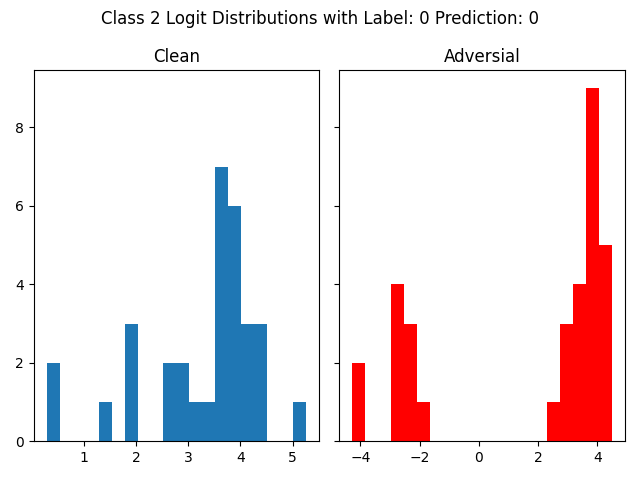 Class 2 Logit Distributions with Label: 0 Prediction: 0
Clean
Adversial
8
6
4
2
0
1 2 3 4 5
−4 −2 0 2 4